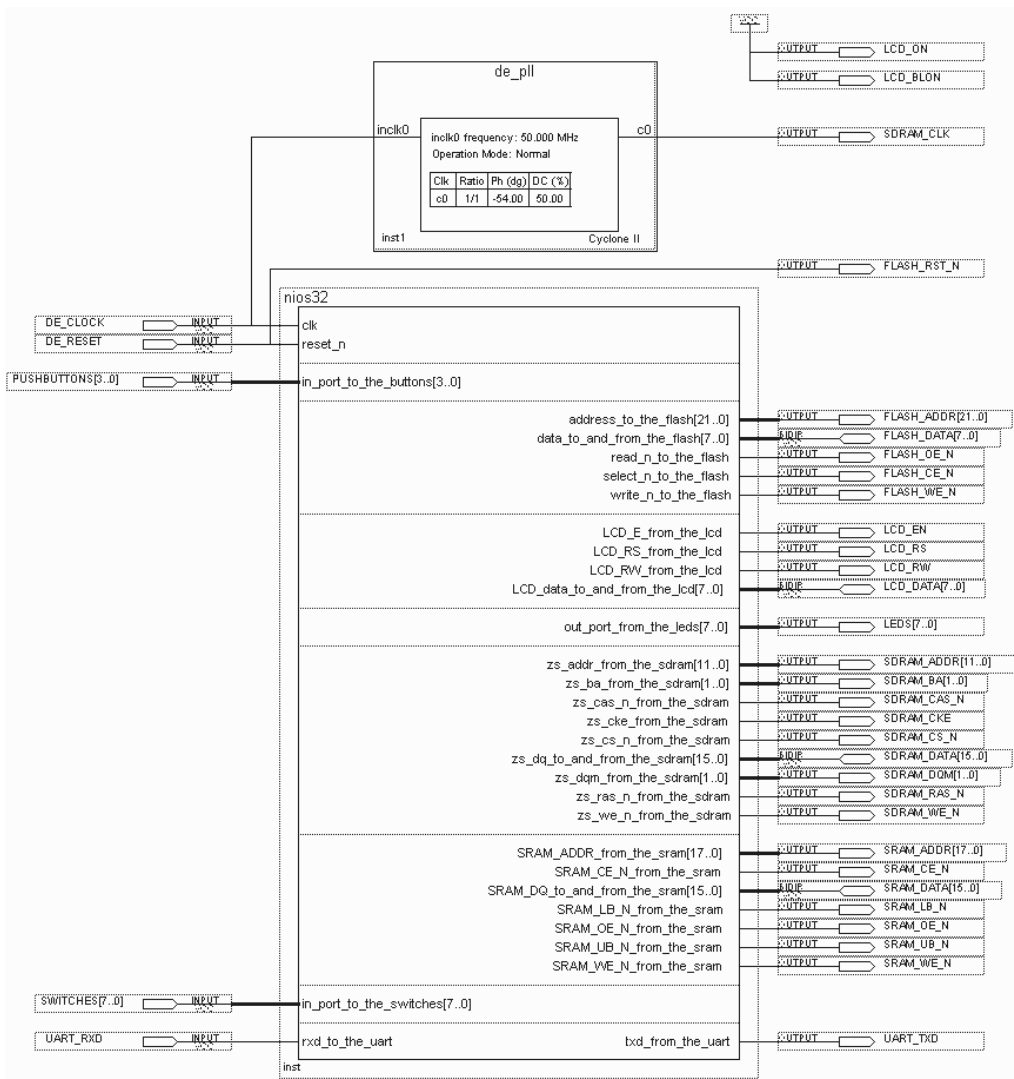 VCC
OUTPUT LCD_ON
OUTPUT LCD_BLON
de_pll
inclk0 c0
inclk0 frequency: 50.000 MHz
Operation Mode: Normal
Clk Ratio Ph (dg) DC (%)
c0 1/1 -54.00 50.00
inst1 Cyclone II
OUTPUT SDRAM_CLK
OUTPUT FLASH_RST_N
nios32
DE_CLOCK INPUT clk
DE_RESET INPUT reset_n
PUSHBUTTONS[3..0] INPUT in_port_to_the_buttons[3..0]
address_to_the_flash[21..0] OUTPUT FLASH_ADDR[21..0]
data_to_and_from_the_flash[7..0] BIDIR FLASH_DATA[7..0]
read_n_to_the_flash OUTPUT FLASH_OE_N
select_n_to_the_flash OUTPUT FLASH_CE_N
write_n_to_the_flash OUTPUT FLASH_WE_N
LCD_E_from_the_lcd OUTPUT LCD_EN
LCD_RS_from_the_lcd OUTPUT LCD_RS
LCD_RW_from_the_lcd OUTPUT LCD_RW
LCD_data_to_and_from_the_lcd[7..0] BIDIR LCD_DATA[7..0]
out_port_from_the_leds[7..0] OUTPUT LEDS[7..0]
zs_addr_from_the_sdram[11..0] OUTPUT SDRAM_ADDR[11..0]
zs_ba_from_the_sdram[1..0] OUTPUT SDRAM_BA[1..0]
zs_cas_n_from_the_sdram OUTPUT SDRAM_CAS_N
zs_cke_from_the_sdram OUTPUT SDRAM_CKE
zs_cs_n_from_the_sdram OUTPUT SDRAM_CS_N
zs_dq_to_and_from_the_sdram[15..0] BIDIR SDRAM_DATA[15..0]
zs_dqm_from_the_sdram[1..0] OUTPUT SDRAM_DQM[1..0]
zs_ras_n_from_the_sdram OUTPUT SDRAM_RAS_N
zs_we_n_from_the_sdram OUTPUT SDRAM_WE_N
SRAM_ADDR_from_the_sram[17..0] OUTPUT SRAM_ADDR[17..0]
SRAM_CE_N_from_the_sram OUTPUT SRAM_CE_N
SRAM_DQ_to_and_from_the_sram[15..0] BIDIR SRAM_DATA[15..0]
SRAM_LB_N_from_the_sram OUTPUT SRAM_LB_N
SRAM_OE_N_from_the_sram OUTPUT SRAM_OE_N
SRAM_UB_N_from_the_sram OUTPUT SRAM_UB_N
SRAM_WE_N_from_the_sram OUTPUT SRAM_WE_N
SWITCHES[7..0] INPUT in_port_to_the_switches[7..0]
UART_RXD INPUT rxd_to_the_uart txd_from_the_uart OUTPUT UART_TXD
inst